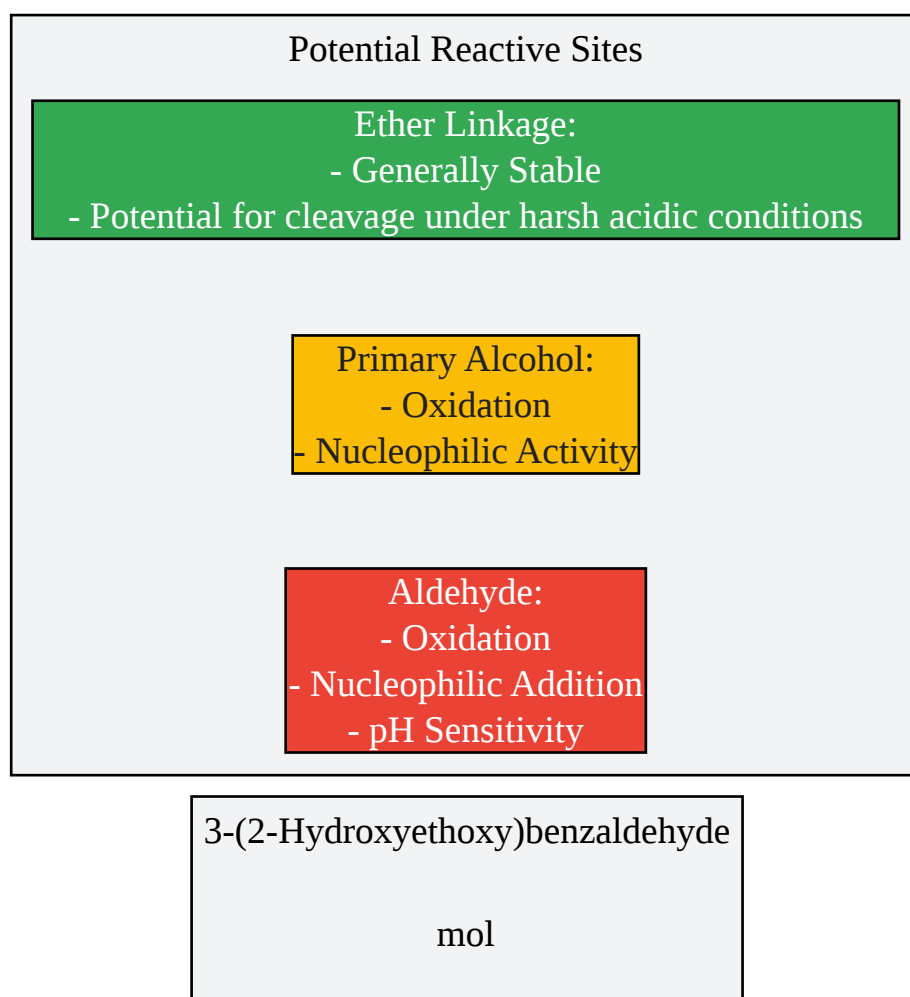 Potential Reactive Sites
Ether Linkage:
- Generally Stable
- Potential for cleavage under harsh acidic conditions
Primary Alcohol:
- Oxidation
- Nucleophilic Activity
Aldehyde:
- Oxidation
- Nucleophilic Addition
- pH Sensitivity
3-(2-Hydroxyethoxy)benzaldehyde
mol